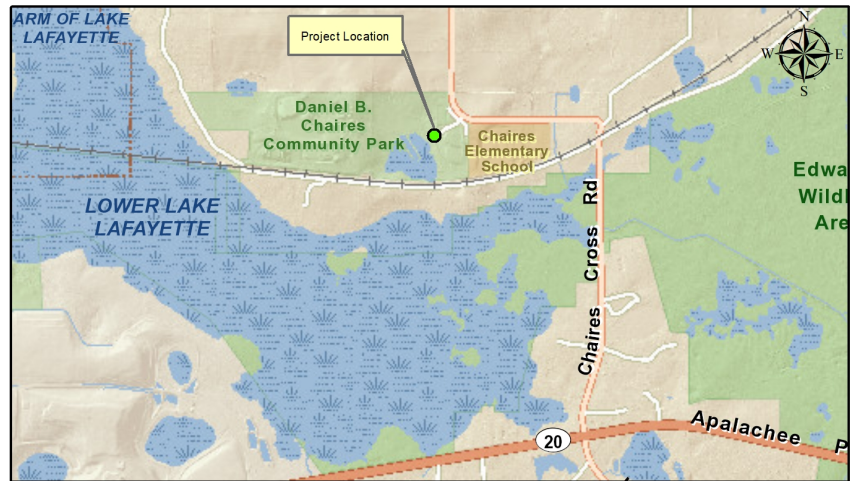 ARM OF LAKE
LAFAYETTE
Project Location
N
W E
S
Daniel B.
Chaires
Community Park
Chaires
Elementary
School
Edwa
Wildl
Are
LOWER LAKE
LAFAYETTE
Chaires Cross Rd
20
Apalachee P